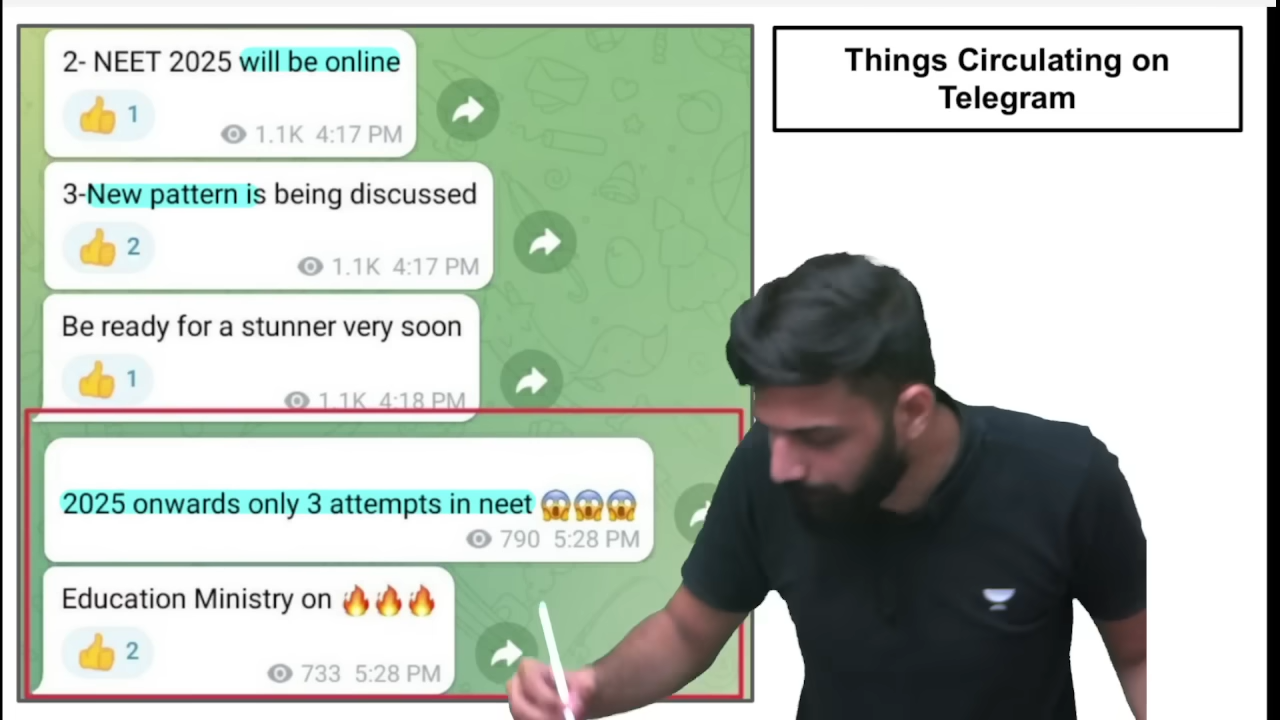 2- NEET 2025 will be online
👍 1
1.1K 4:17 PM
3-New pattern is being discussed
👍 2
1.1K 4:17 PM
Be ready for a stunner very soon
👍 1
1.1K 4:18 PM
2025 onwards only 3 attempts in neet 😱😱😱
790 5:28 PM
Education Ministry on 🔥🔥🔥
👍 2
733 5:28 PM
Things Circulating on
Telegram